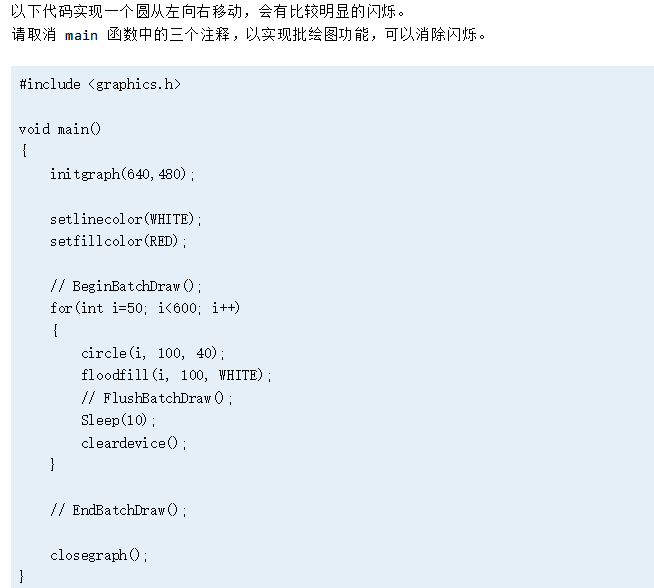 以下代码实现一个圆从左向右移动，会有比较明显的闪烁。
请取消 main 函数中的三个注释，以实现批绘图功能，可以消除闪烁。
#include <graphics.h>
void main()
{
initgraph(640,480);
setlinecolor(WHITE);
setfillcolor(RED);
// BeginBatchDraw();
for(int i=50; i<600; i++)
{
circle(i, 100, 40);
floodfill(i, 100, WHITE);
// FlushBatchDraw();
Sleep(10);
cleardevice();
}
// EndBatchDraw();
closegraph();
}